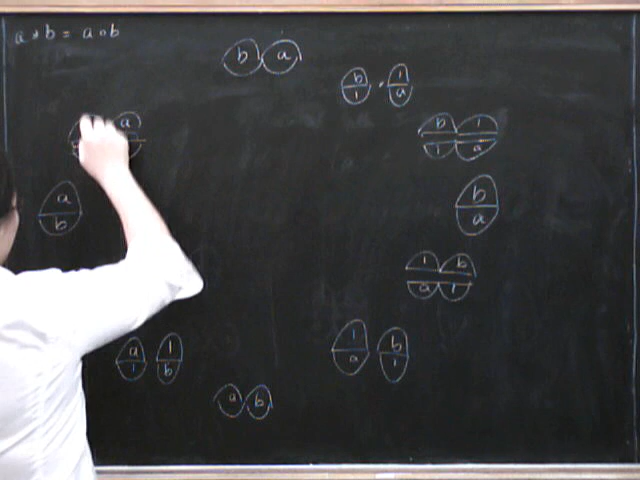 a * b = a ∘ b
b a
b/1 · 1/a
a
b 1
1 a
a/b
b/a
1 b
a 1
a/1 1/b
1/a b/1
a b